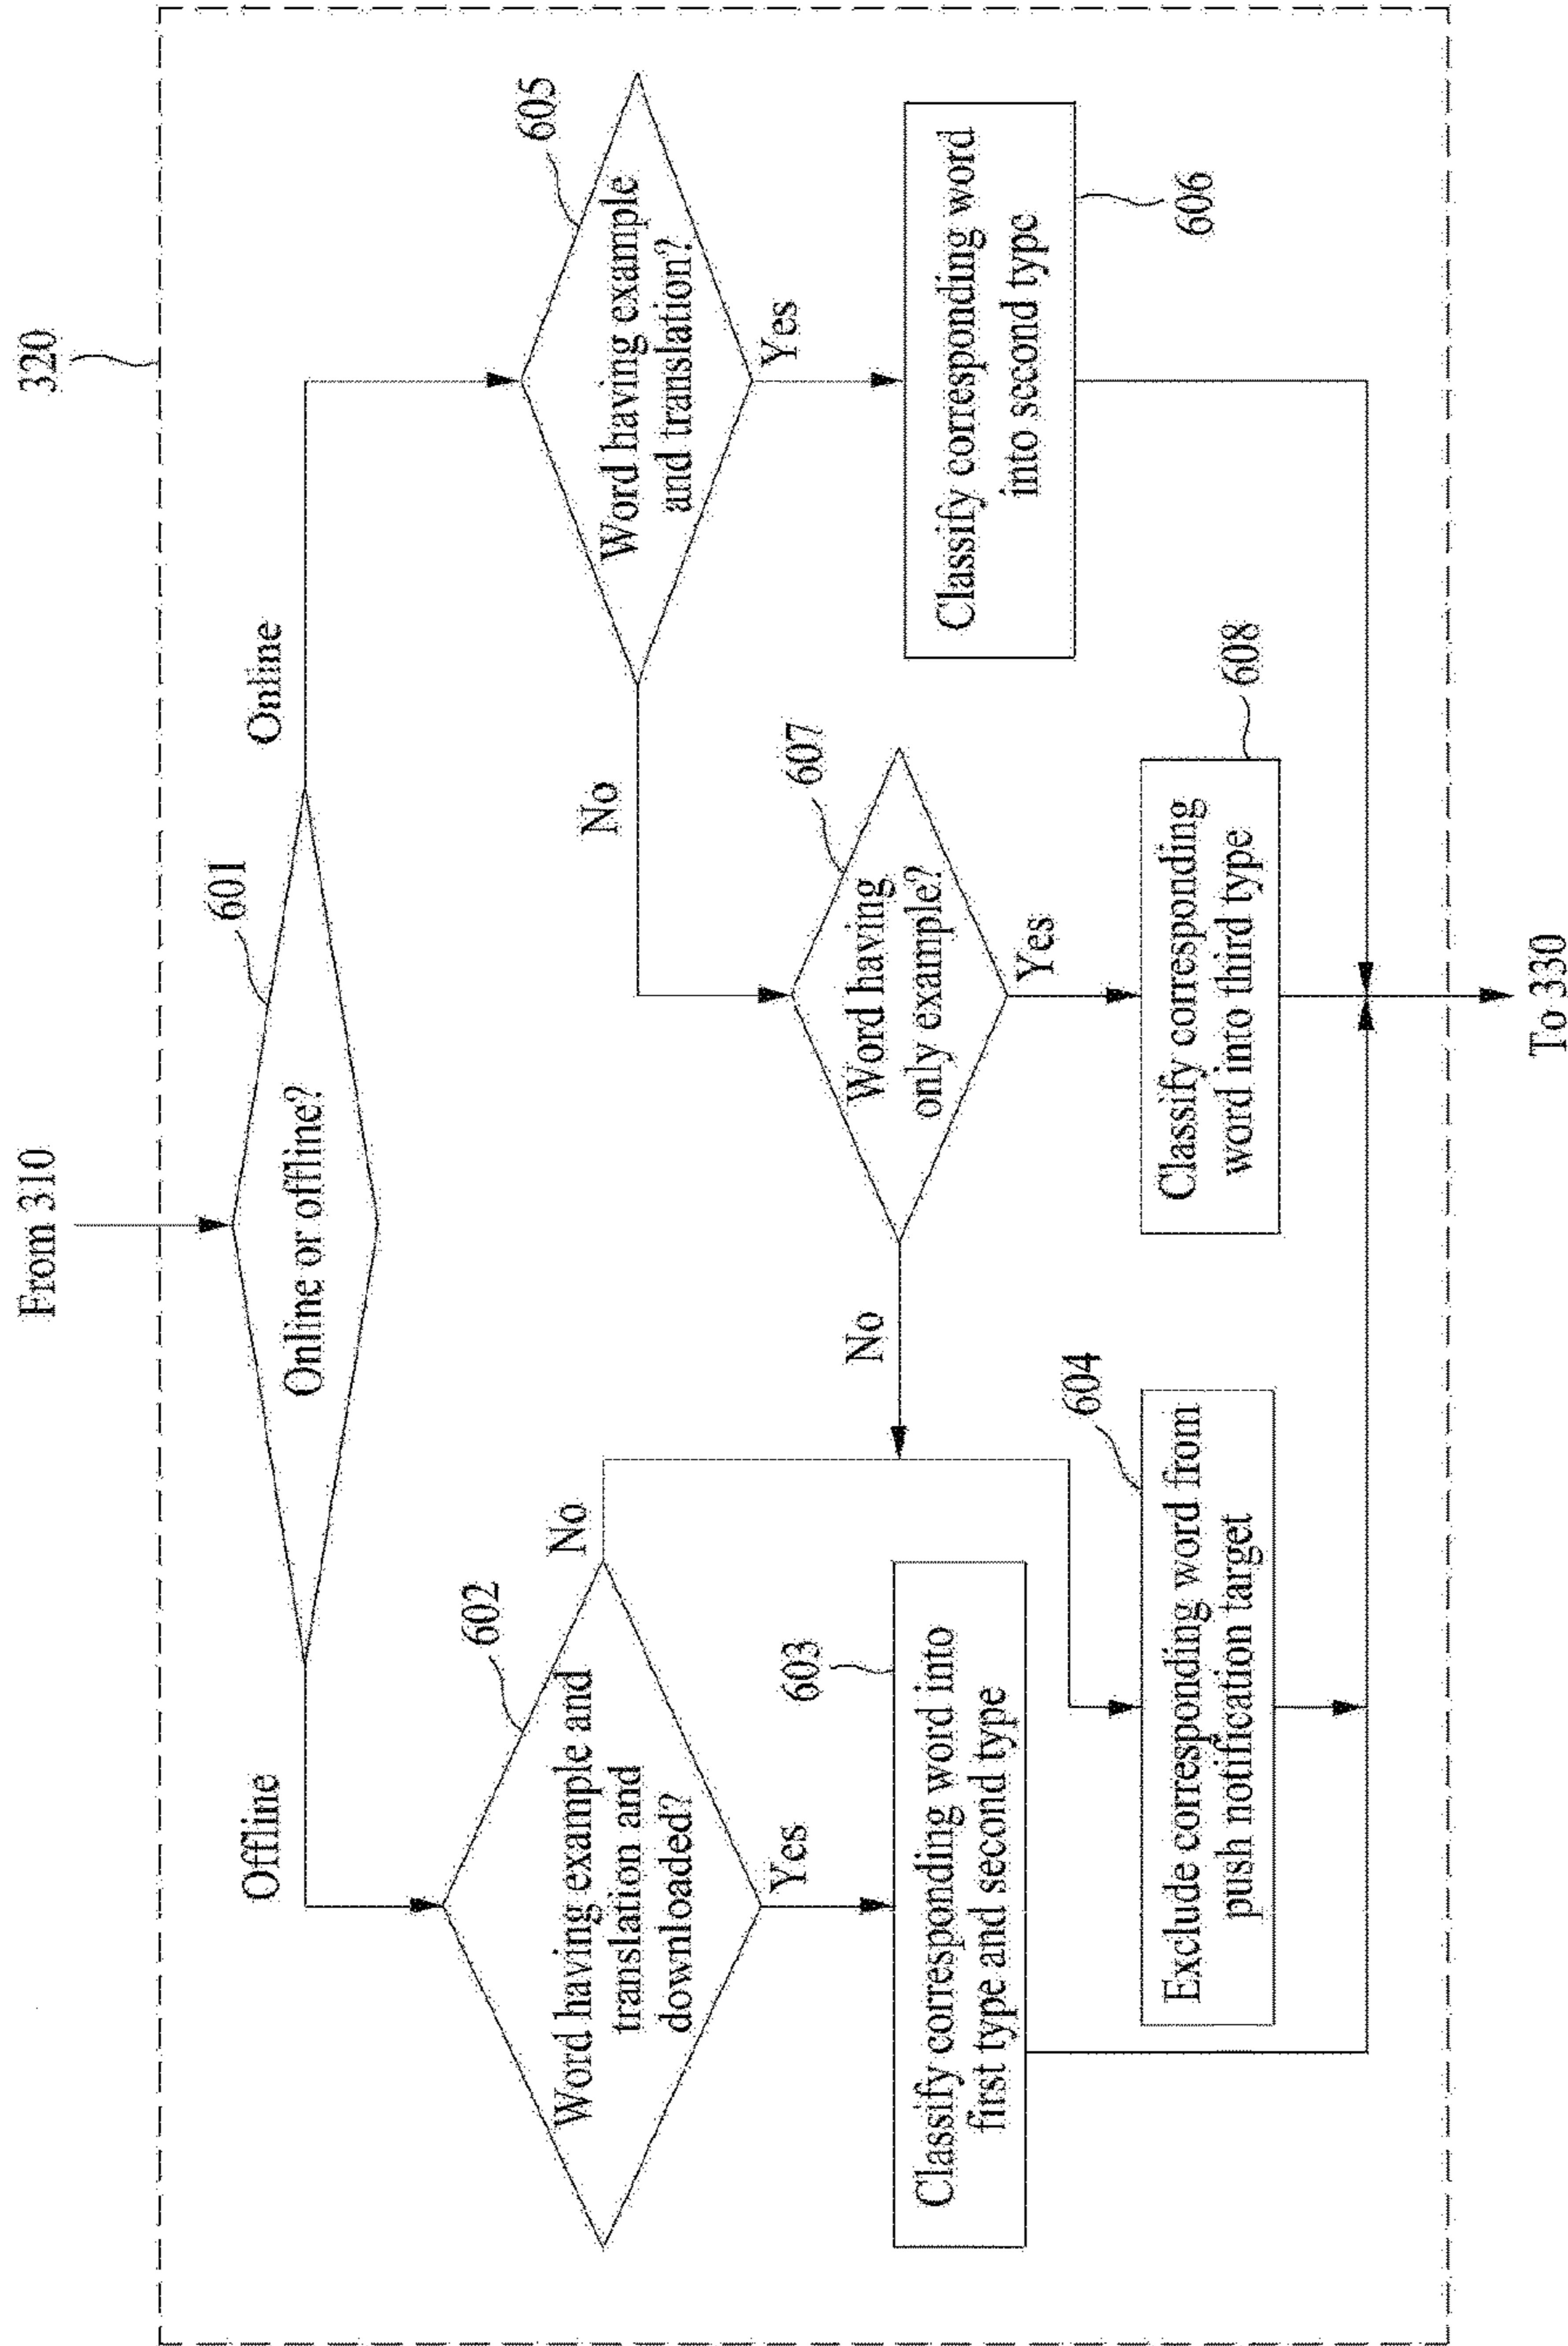 From 310
320
601
Online or offline?
Offline
Online
602
Word having example and
translation and
downloaded?
No
Yes
605
Word having example
and translation?
No
Yes
607
Word having
only example?
No
Yes
603
Classify corresponding word into
first type and second type
Classify corresponding word
into second type
606
604
Exclude corresponding word from
push notification target
608
Classify corresponding
word into third type
To 330